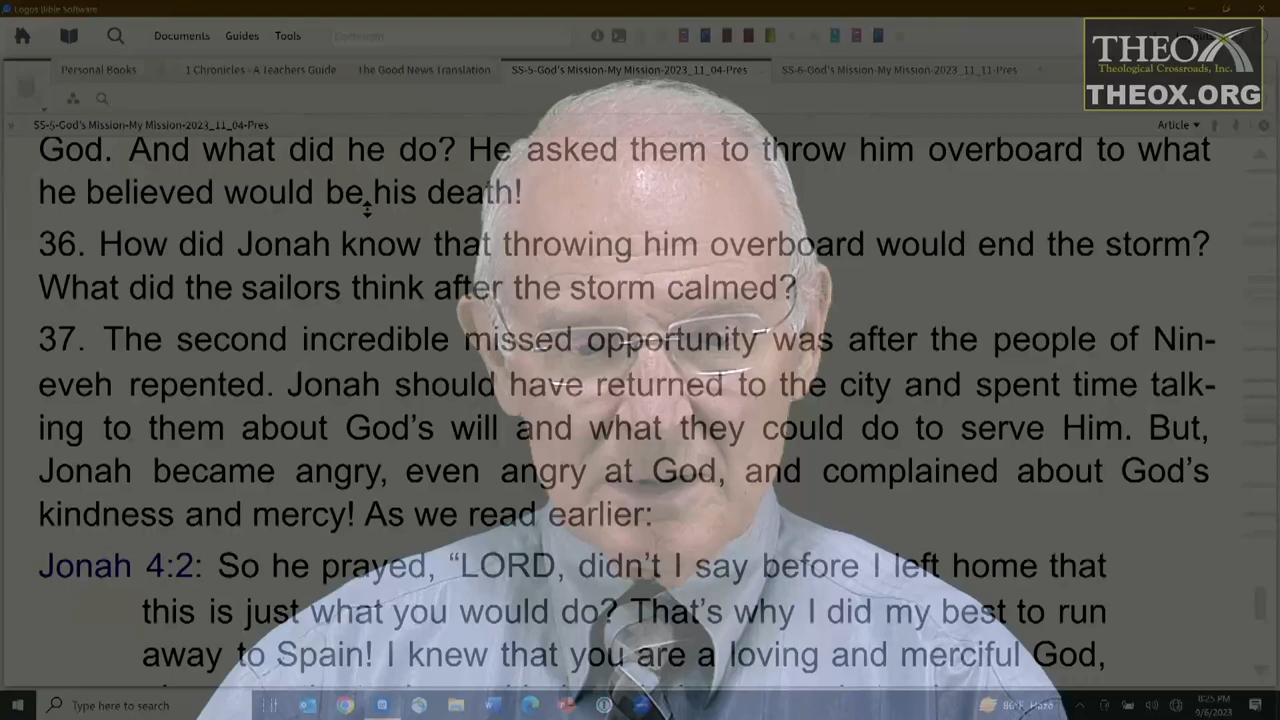 Logos Bible Software
Documents Guides Tools
THEOX
Theological Crossroads, Inc.
THEOX.ORG
Personal Books 1 Chronicles - A Teachers Guide The Good News Translation SS-5-God's Mission-My Mission-2023_11_04-Pres SS-6-God's Mission-My Mission-2023_11_11-Pres
SS-5-God's Mission-My Mission-2023_11_04-Pres Article
God. And what did he do? He asked them to throw him overboard to what
he believed would be his death!
36. How did Jonah know that throwing him overboard would end the storm?
What did the sailors think after the storm calmed?
37. The second incredible missed opportunity was after the people of Nin-
eveh repented. Jonah should have returned to the city and spent time talk-
ing to them about God's will and what they could do to serve Him. But,
Jonah became angry, even angry at God, and complained about God's
kindness and mercy! As we read earlier:
Jonah 4:2: So he prayed, “LORD, didn't I say before I left home that
this is just what you would do? That's why I did my best to run
away to Spain! I knew that you are a loving and merciful God,
Type here to search
86°F Haze
8:25 PM
9/6/2023